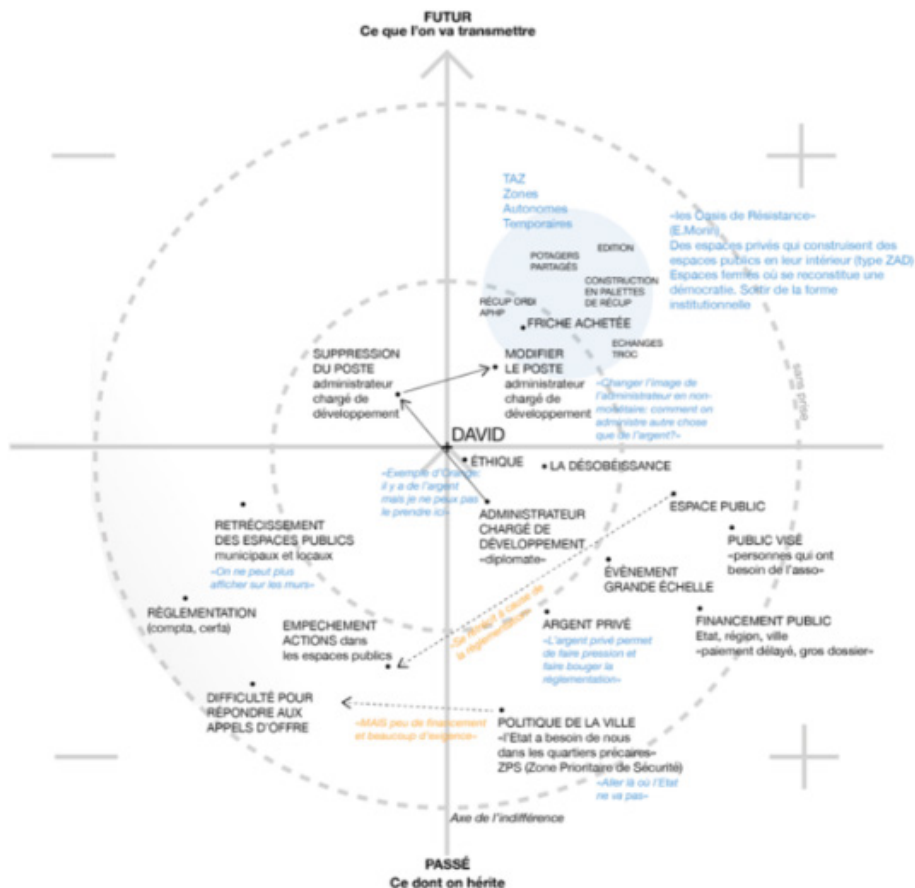 FUTUR
Ce que l'on va transmettre
TAZ
Zones
Autonomes
Temporaires
«les Oasis de Résistance»
(E.Morin)
Des espaces privés qui construisent des
espaces publics en leur intérieur (type ZAD)
Espaces fermés où se reconstitue une
démocratie. Sortir de la forme
institutionnelle
EDITION
POTAGERS
PARTAGÉS
CONSTRUCTION
EN PALETTES
DE RÉCUP
RÉCUP ORDI
APHP
FRICHE ACHETÉE
ECHANGES
TROC
sans prise
SUPPRESSION
DU POSTE
administrateur
chargé de
développement
MODIFIER
LE POSTE
administrateur
chargé de
développement
«Changer l'image de
l'administrateur en non-
monétaire: comment on
administre autre chose
que de l'argent?»
DAVID
ÉTHIQUE
LA DÉSOBÉISSANCE
«Exemple d'Orange:
il y a de l'argent
mais je ne peux pas
le prendre ici»
ADMINISTRATEUR
CHARGÉ DE
DÉVELOPPEMENT
«diplomate»
ESPACE PUBLIC
PUBLIC VISÉ
«personnes qui ont
besoin de l'asso»
RETRÉCISSEMENT
DES ESPACES PUBLICS
municipaux et locaux
«On ne peut plus
afficher sur les murs»
ÉVÈNEMENT
GRANDE ÉCHELLE
RÉGLEMENTATION
(compta, cerfa)
EMPECHEMENT
ACTIONS dans
les espaces publics
à cause de
la réglementation»
ARGENT PRIVÉ
«L'argent privé permet
de faire pression et
faire bouger la
réglementation»
FINANCEMENT PUBLIC
Etat, région, ville
«paiement délayé, gros dossier»
DIFFICULTÉ POUR
RÉPONDRE AUX
APPELS D'OFFRE
«MAIS peu de financement
et beaucoup d'exigence»
POLITIQUE DE LA VILLE
«l'Etat a besoin de nous
dans les quartiers précaires»
ZPS (Zone Prioritaire de Sécurité)
«Aller là où l'Etat
ne va pas»
Axe de l'indifférence
PASSÉ
Ce dont on hérite